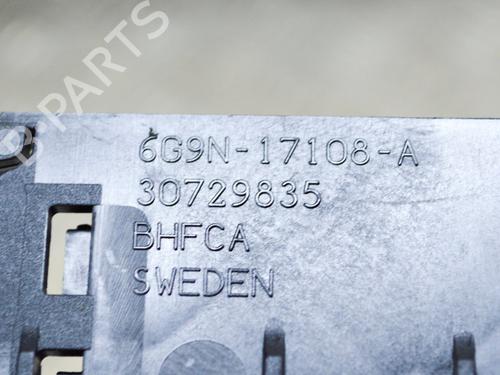 D PARTS
6G9N-17108-A
30729835
BHFCA
SWEDEN